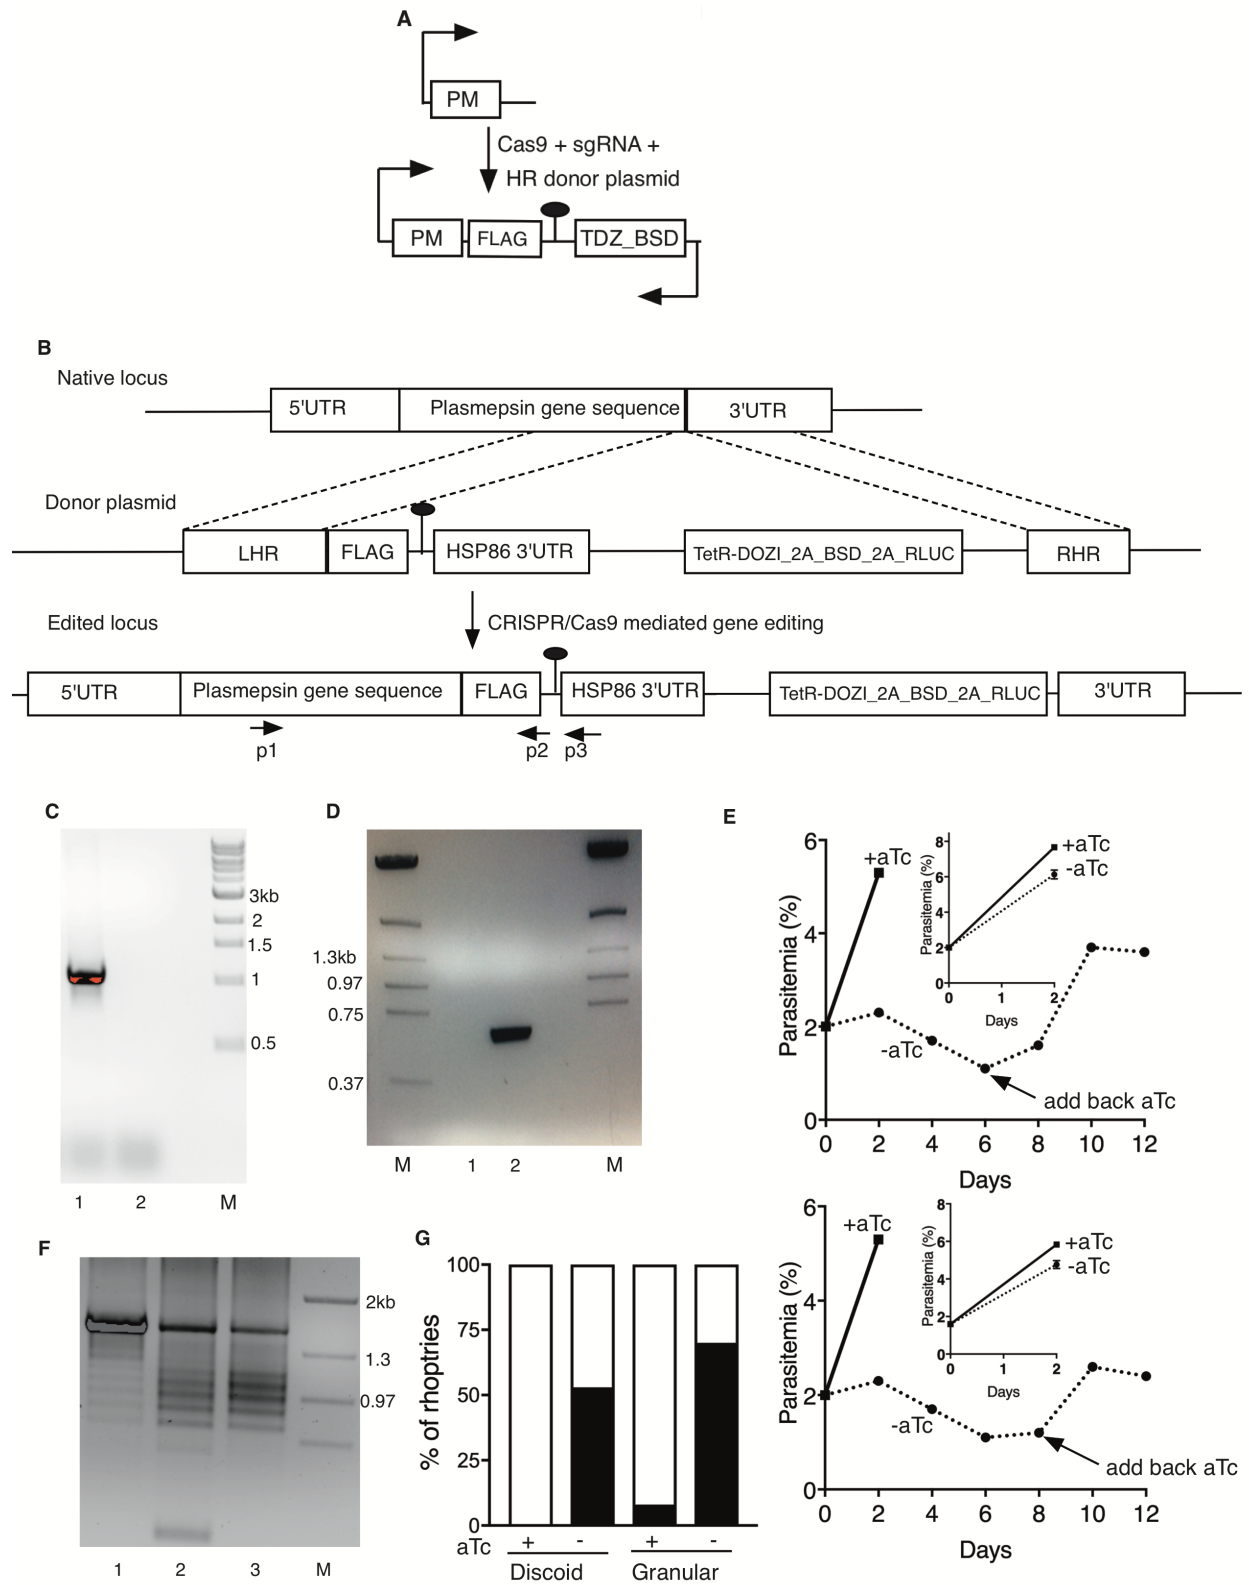 A
PM
Cas9 + sgRNA +
HR donor plasmid
PM FLAG TDZ_BSD
B
Native locus
5'UTR Plasmepsin gene sequence 3'UTR
Donor plasmid
LHR FLAG HSP86 3'UTR TetR-DOZI_2A_BSD_2A_RLUC RHR
Edited locus
CRISPR/Cas9 mediated gene editing
5'UTR Plasmepsin gene sequence FLAG HSP86 3'UTR TetR-DOZI_2A_BSD_2A_RLUC 3'UTR
p1 p2 p3
C
3kb
2
1.5
1
0.5
1 2 M
D
1.3kb
0.97
0.75
0.37
M 1 2 M
E
Parasitemia (%)
6
4
2
0
+aTc
-aTc
add back aTc
0 2 4 6 8 10 12
Days
Parasitemia (%)
8
6
4
2
0
+aTc
-aTc
0 1 2
Days
Parasitemia (%)
6
4
2
0
+aTc
-aTc
add back aTc
0 2 4 6 8 10 12
Days
Parasitemia (%)
8
6
4
2
0
+aTc
-aTc
0 1 2
Days
F
2kb
1.3
0.97
1 2 3 M
G
% of rhoptries
100
75
50
25
0
aTc + - + -
Discoid Granular